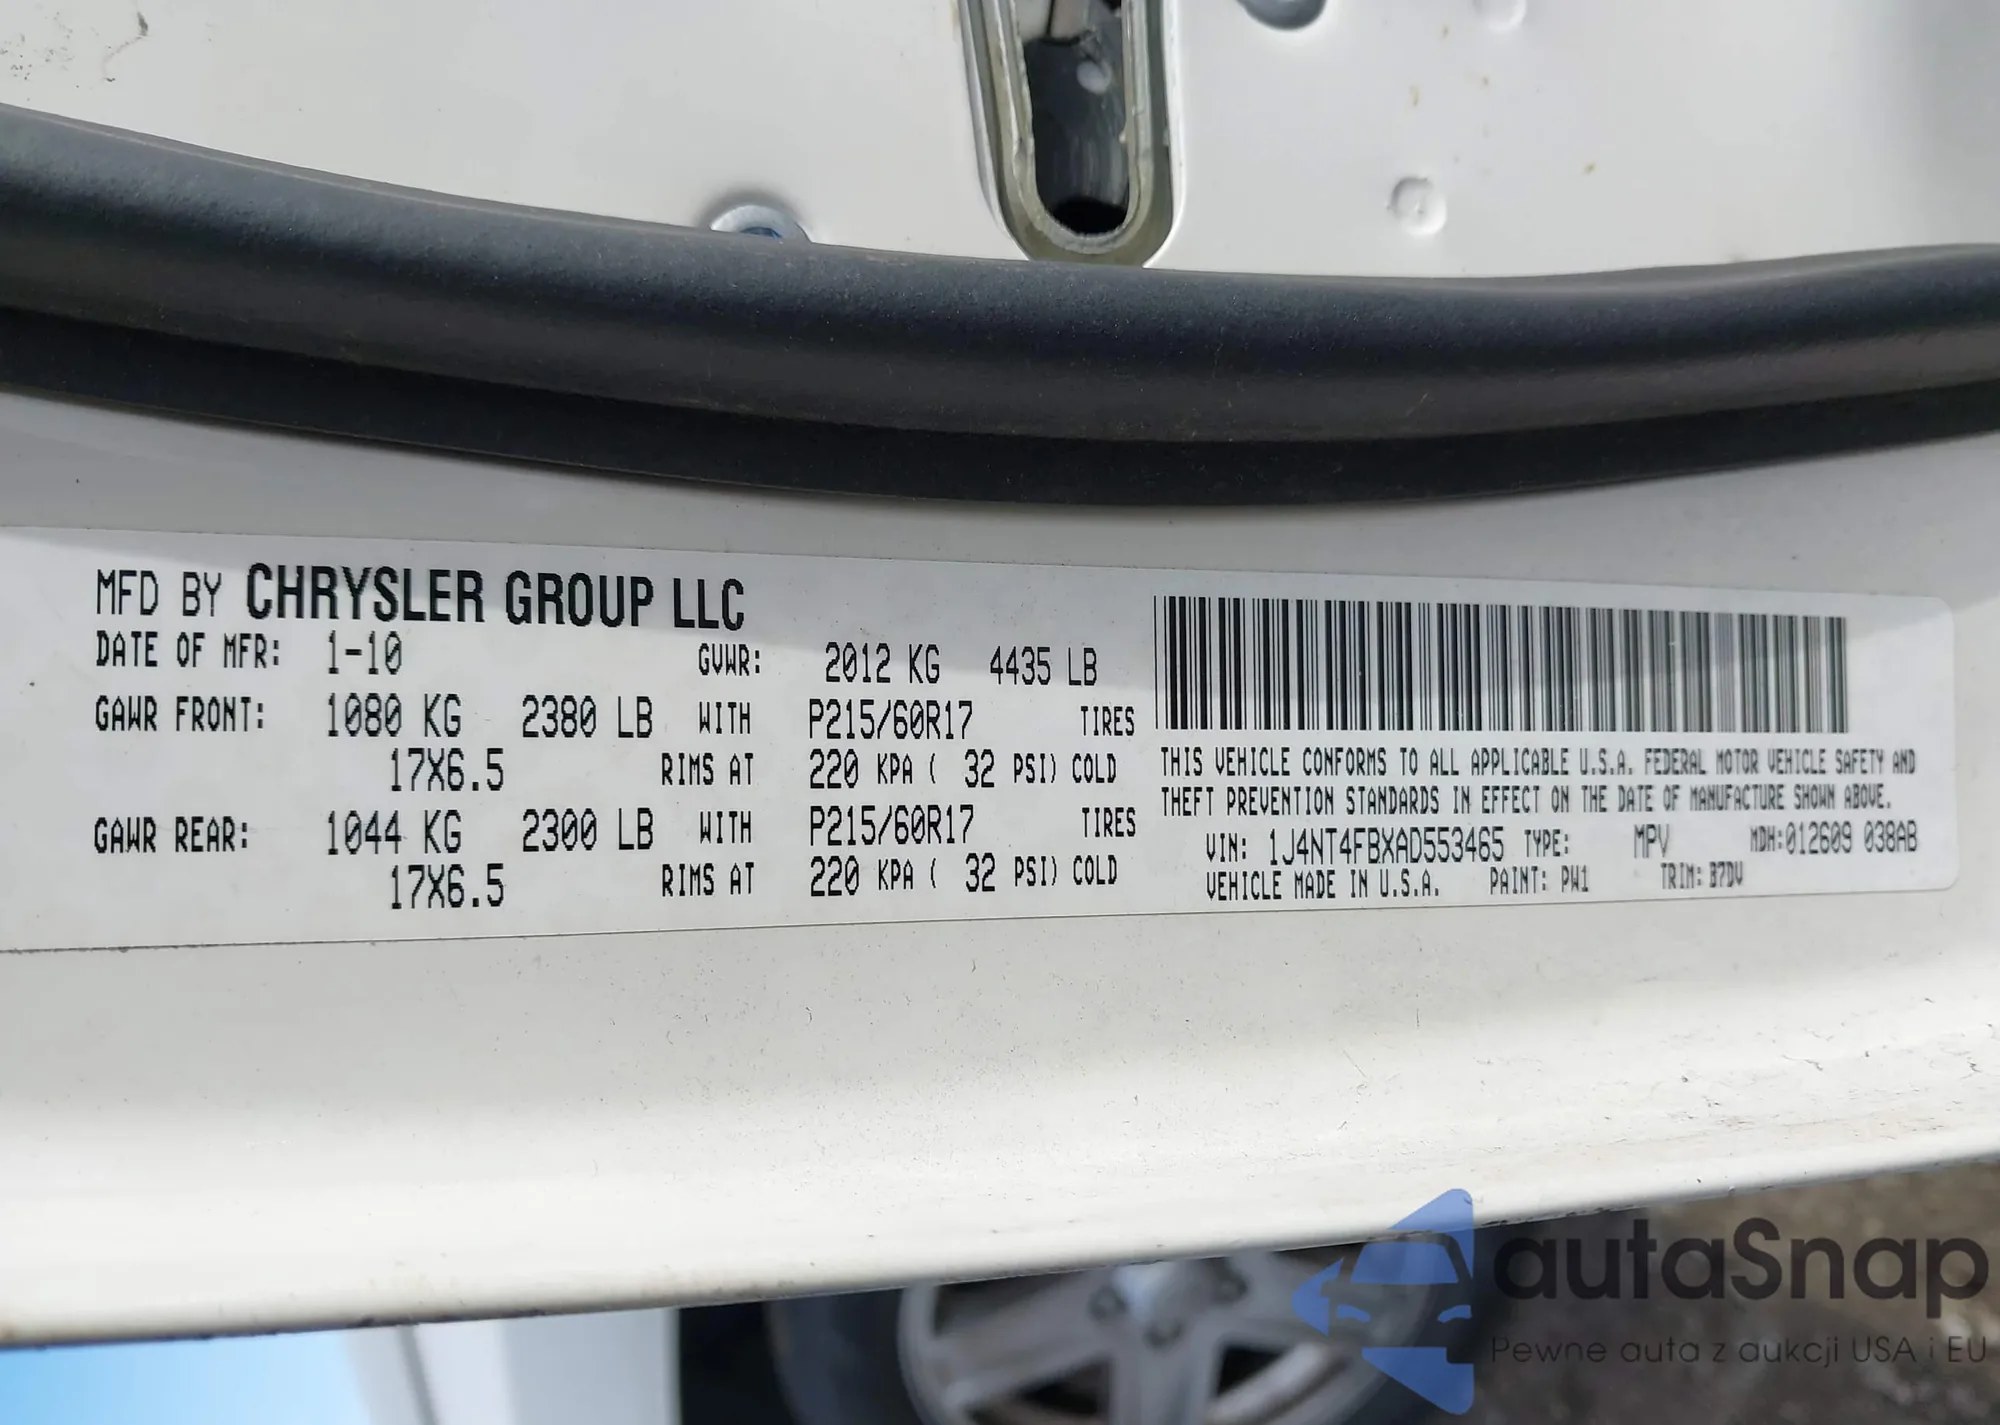 MFD BY CHRYSLER GROUP LLC
DATE OF MFR: 1-10 GVWR: 2012 KG 4435 LB
GAWR FRONT: 1080 KG 2380 LB WITH P215/60R17 TIRES
17X6.5 RIMS AT 220 KPA ( 32 PSI) COLD
GAWR REAR: 1044 KG 2300 LB WITH P215/60R17 TIRES
17X6.5 RIMS AT 220 KPA ( 32 PSI) COLD
THIS VEHICLE CONFORMS TO ALL APPLICABLE U.S.A. FEDERAL MOTOR VEHICLE SAFETY AND
THEFT PREVENTION STANDARDS IN EFFECT ON THE DATE OF MANUFACTURE SHOWN ABOVE.
VIN: 1J4NT4FBXAD553465 TYPE: MPV MDH:012609 038AB
VEHICLE MADE IN U.S.A. PAINT: PW1 TRIM: B7DV
autaSnap
Pewne auta z aukcji USA i EU